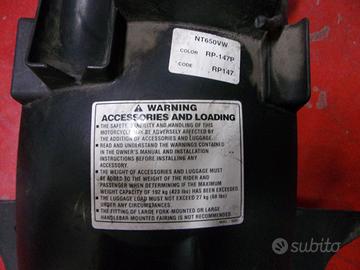 NT650VW
COLOR RP-147P
CODE RP147
⚠ WARNING
ACCESSORIES AND LOADING
■ THE SAFETY, STABILITY AND HANDLING OF THIS
MOTORCYCLE MAY BE ADVERSELY AFFECTED BY
THE ADDITION OF ACCESSORIES AND LUGGAGE.
■ READ AND UNDERSTAND THE WARNINGS CONTAINED
IN THE OWNER'S MANUAL AND INSTALLATION
INSTRUCTIONS BEFORE INSTALLING ANY
ACCESSORY.
■ THE WEIGHT OF ACCESSORIES AND LUGGAGE MUST
BE ADDED TO THE WEIGHT OF THE RIDER AND
PASSENGER WHEN DETERMINING IF THE MAXIMUM
WEIGHT CAPACITY OF 192 kg (423 lbs) HAS BEEN EXCEEDED.
■ THE LUGGAGE LOAD MUST NOT EXCEED 27 kg (60 lbs)
UNDER ANY CIRCUMSTANCES.
■ THE FITTING OF LARGE FORK-MOUNTED OR LARGE
HANDLEBAR-MOUNTED FAIRING IS NOT RECOMMENDED.
subito